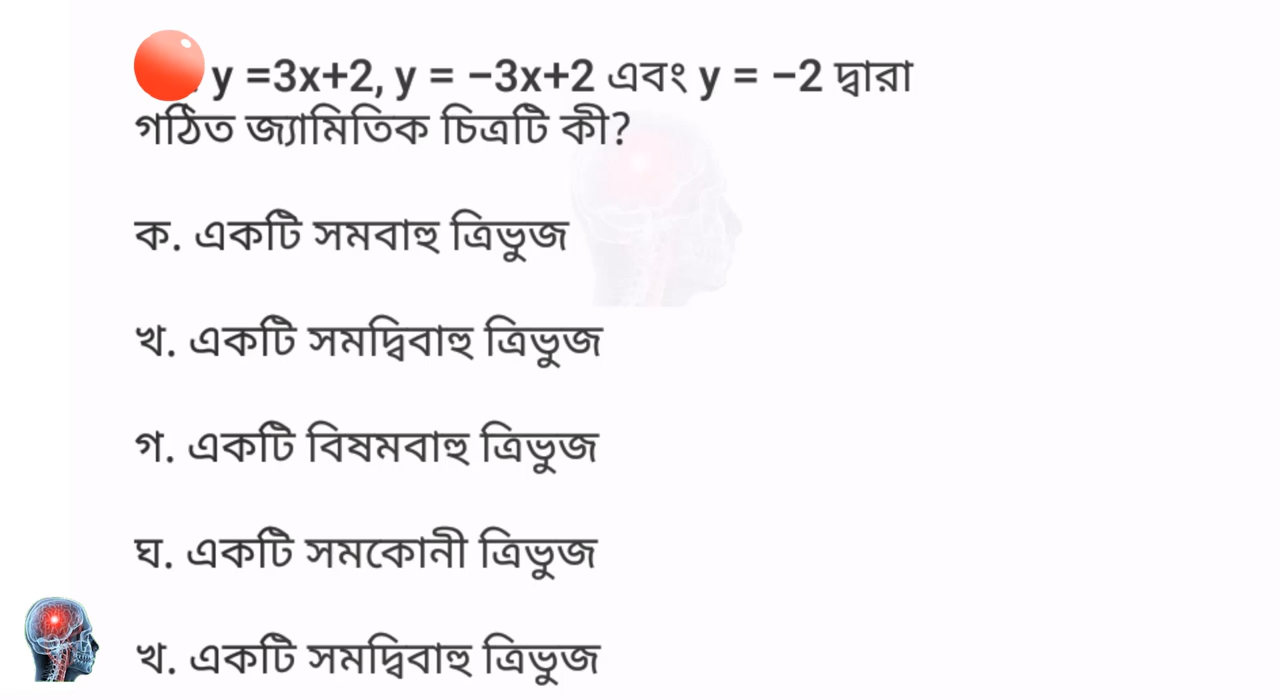 y =3x+2, y = −3x+2 এবং y = −2 দ্বারা
গঠিত জ্যামিতিক চিত্রটি কী?
ক. একটি সমবাহু ত্রিভুজ
খ. একটি সমদ্বিবাহু ত্রিভুজ
গ. একটি বিষমবাহু ত্রিভুজ
ঘ. একটি সমকোনী ত্রিভুজ
খ. একটি সমদ্বিবাহু ত্রিভুজ